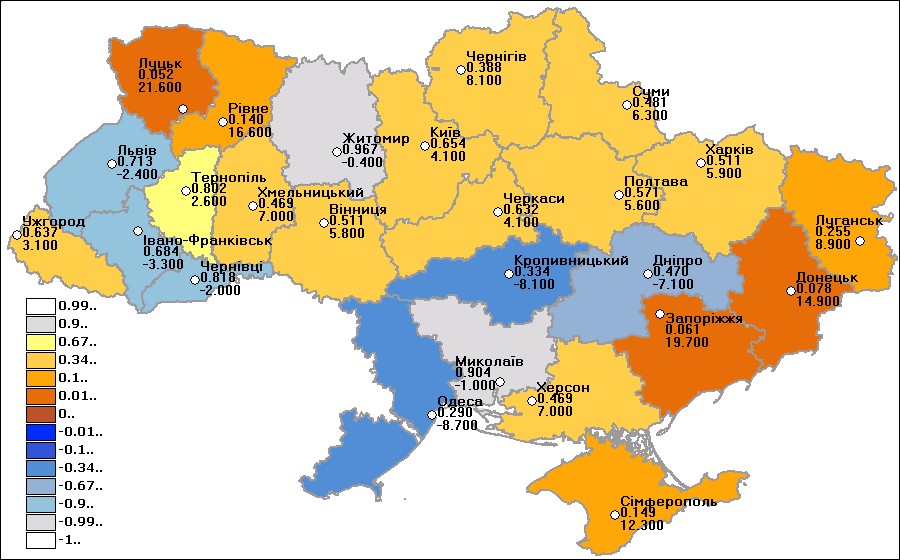 Чернігів
0.388
8.100
Луцьк
0.052
21.600
Суми
0.481
6.300
Рівне
0.140
16.600
Житомир
0.967
-0.400
Київ
0.654
4.100
Львів
0.713
-2.400
Харків
0.511
5.900
Тернопіль
0.802
2.600
Хмельницький
0.469
7.000
Вінниця
0.511
5.800
Черкаси
0.632
4.100
Полтава
0.571
5.600
Ужгород
0.637
3.100
Івано-Франківськ
0.684
-3.300
Луганськ
0.255
8.900
Чернівці
0.818
-2.000
Кропивницький
0.334
-8.100
Дніпро
0.470
-7.100
Донецьк
0.078
14.900
Запоріжжя
0.061
19.700
Миколаїв
0.904
-1.000
Херсон
0.469
7.000
Одеса
0.290
-8.700
Сімферополь
0.149
12.300
0.99..
0.9..
0.67..
0.34..
0.1..
0.01..
0..
-0.01..
-0.1..
-0.34..
-0.67..
-0.9..
-0.99..
-1..